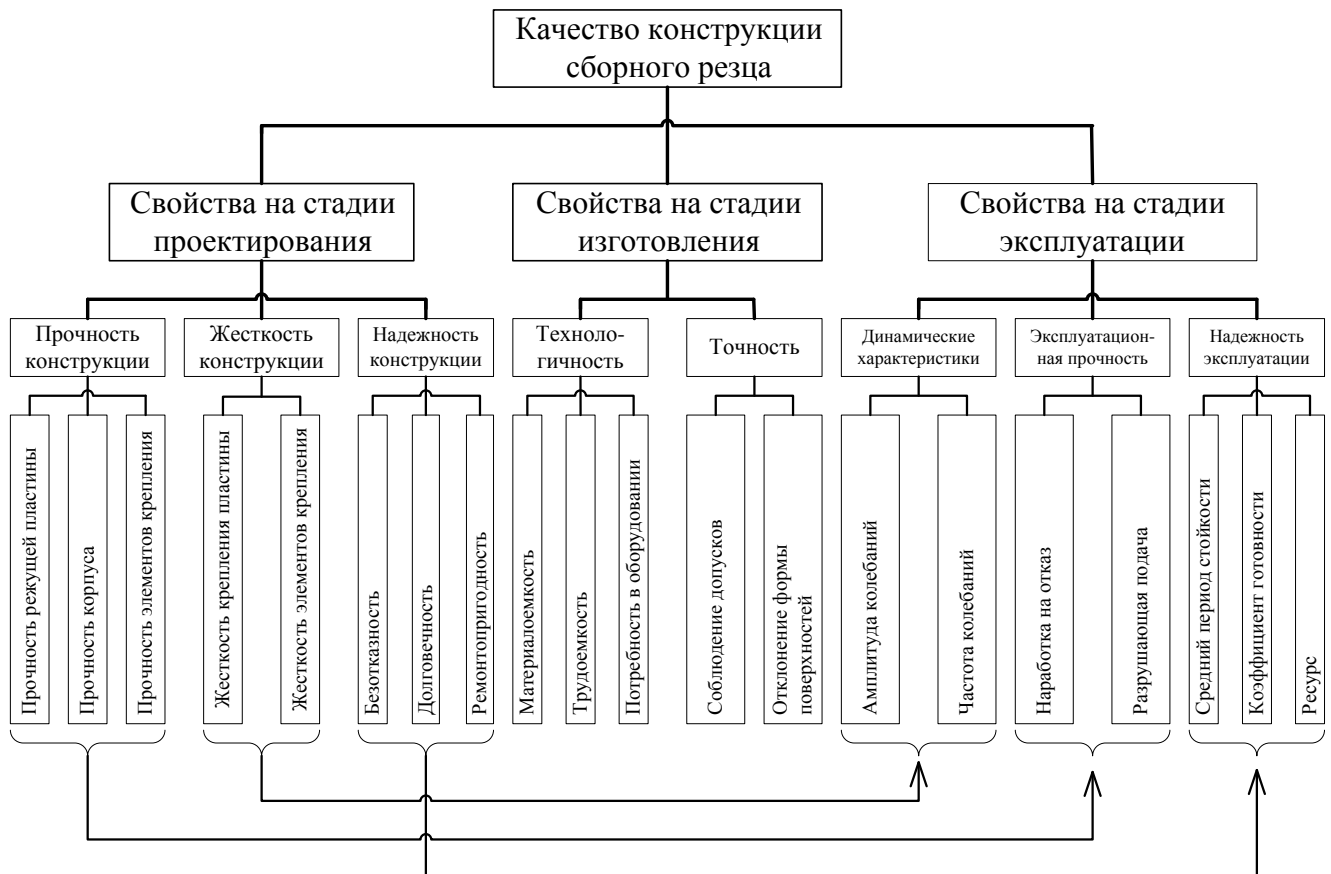 Качество конструкции
сборного резца
Свойства на стадии
проектирования
Свойства на стадии
изготовления
Свойства на стадии
эксплуатации
Прочность
конструкции
Жесткость
конструкции
Надежность
конструкции
Техноло-
гичность
Точность
Динамические
характеристики
Эксплуатацион-
ная прочность
Надежность
эксплуатации
Прочность режущей пластины
Прочность корпуса
Прочность элементов крепления
Жесткость крепления пластины
Жесткость элементов крепления
Безотказность
Долговечность
Ремонтопригодность
Материалоемкость
Трудоемкость
Потребность в оборудовании
Соблюдение допусков
Отклонение формы
поверхностей
Амплитуда колебаний
Частота колебаний
Наработка на отказ
Разрушающая подача
Средний период стойкости
Коэффициент готовности
Ресурс